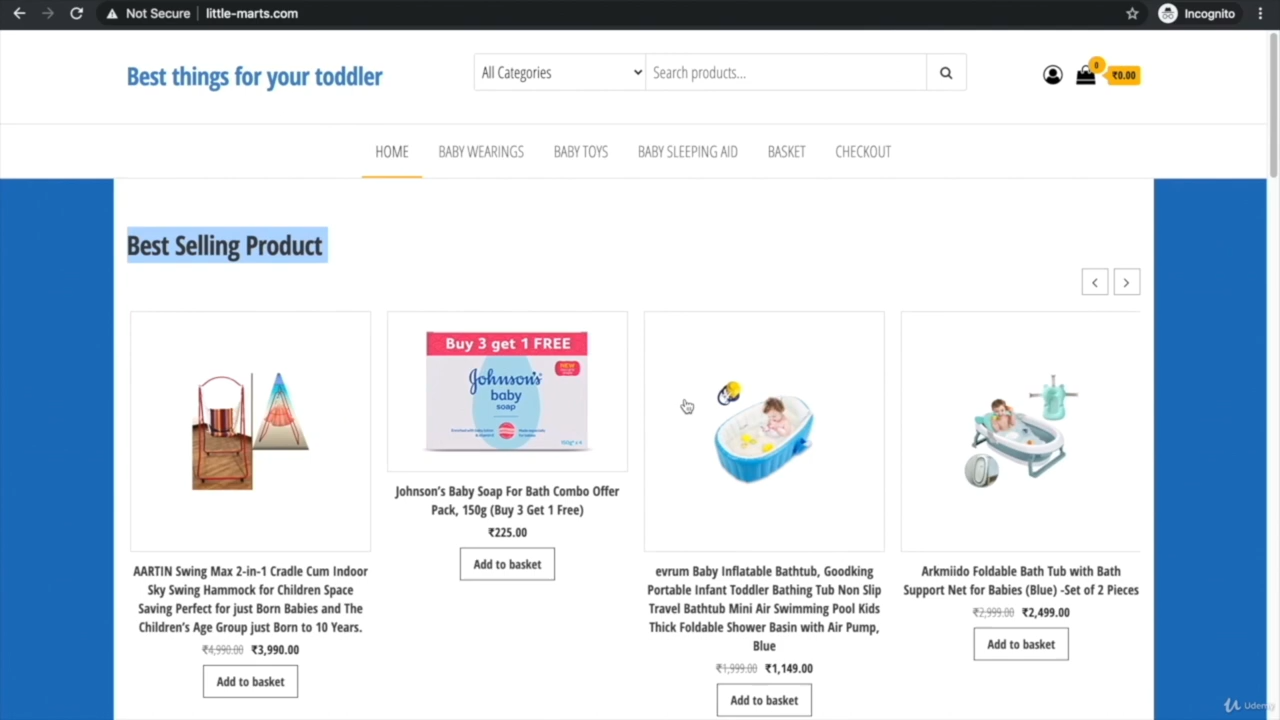 Not Secure
little-marts.com
Incognito
Best things for your toddler
All Categories
Search products...
0
₹0.00
HOME
BABY WEARINGS
BABY TOYS
BABY SLEEPING AID
BASKET
CHECKOUT
Best Selling Product
AARTIN Swing Max 2-in-1 Cradle Cum Indoor
Sky Swing Hammock for Children Space
Saving Perfect for just Born Babies and The
Children's Age Group just Born to 10 Years.
₹4,990.00 ₹3,990.00
Add to basket
Buy 3 get 1 FREE
NEW
Johnson's
baby
soap
150g*x4
Johnson's Baby Soap For Bath Combo Offer
Pack, 150g (Buy 3 Get 1 Free)
₹225.00
Add to basket
evrum Baby Inflatable Bathtub, Goodking
Portable Infant Toddler Bathing Tub Non Slip
Travel Bathtub Mini Air Swimming Pool Kids
Thick Foldable Shower Basin with Air Pump,
Blue
₹1,999.00 ₹1,149.00
Add to basket
Arkmiido Foldable Bath Tub with Bath
Support Net for Babies (Blue) -Set of 2 Pieces
₹2,999.00 ₹2,499.00
Add to basket
Udemy